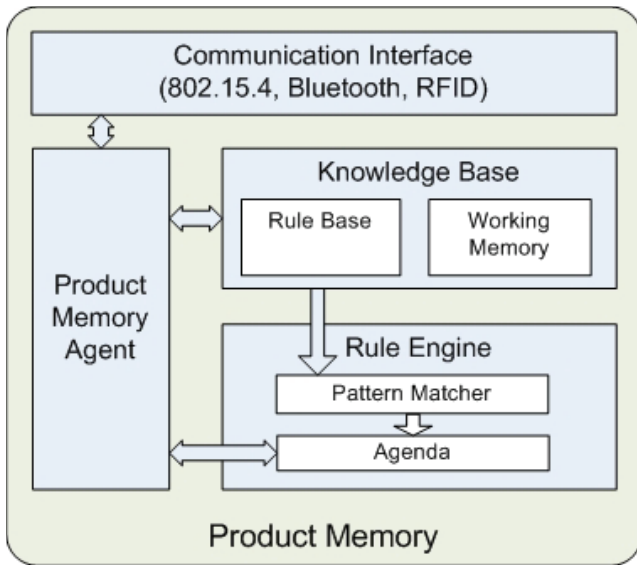 Communication Interface
(802.15.4, Bluetooth, RFID)
Product
Memory
Agent
Knowledge Base
Rule Base
Working
Memory
Rule Engine
Pattern Matcher
Agenda
Product Memory